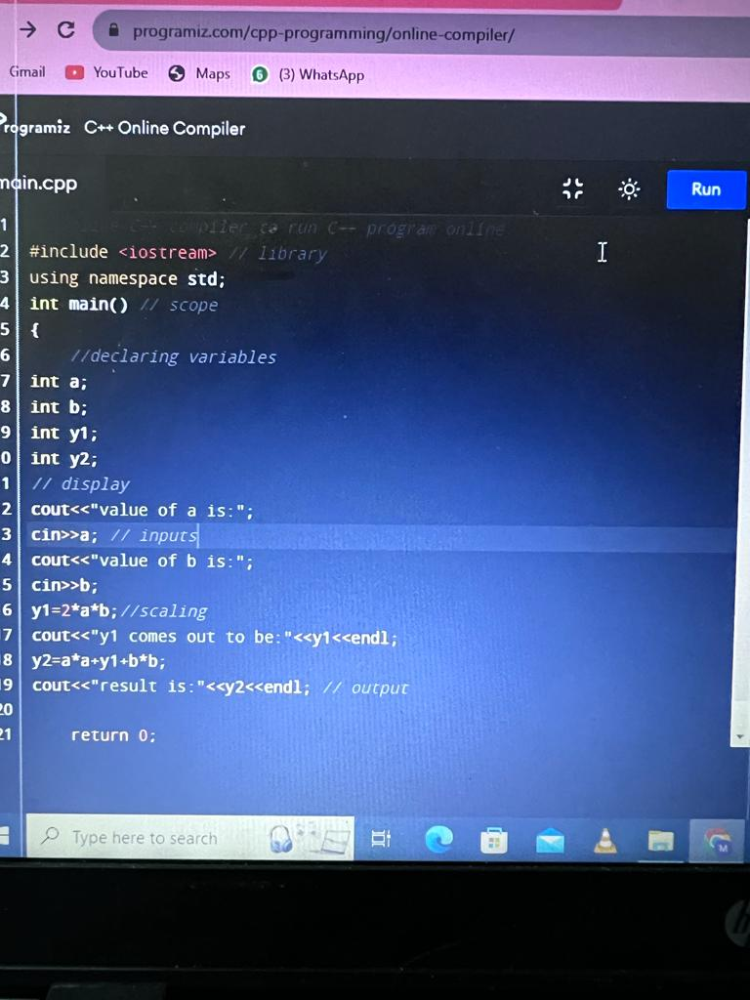 programiz.com/cpp-programming/online-compiler/
Gmail YouTube Maps 6 (3) WhatsApp
Programiz C++ Online Compiler
main.cpp Run
1 C++ compiler to run C++ program online
2 #include <iostream> // library
3 using namespace std;
4 int main() // scope
5 {
6 //declaring variables
7 int a;
8 int b;
9 int y1;
0 int y2;
1 // display
2 cout<<"value of a is:";
3 cin>>a; // inputs
4 cout<<"value of b is:";
5 cin>>b;
6 y1=2*a*b;//scaling
17 cout<<"y1 comes out to be:"<<y1<<endl;
18 y2=a*a+y1+b*b;
19 cout<<"result is:"<<y2<<endl; // output
20
21 return 0;
Type here to search
M
hp